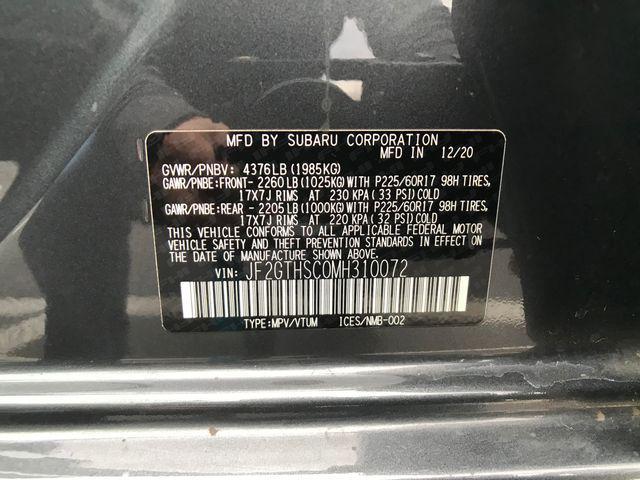 MFD BY SUBARU CORPORATION
MFD IN 12/20
GVWR/PNBV: 4376LB(1985KG)
GAWR/PNBE:FRONT- 2260LB(1025KG)WITH P225/60R17 98H TIRES,
17X7J RIMS AT 230 KPA(33 PSI)COLD
GAWR/PNBE:REAR - 2205LB(1000KG)WITH P225/60R17 98H TIRES,
17X7J RIMS AT 220 KPA(32 PSI)COLD
THIS VEHICLE CONFORMS TO ALL APPLICABLE FEDERAL MOTOR
VEHICLE SAFETY AND THEFT PREVENTION STANDARDS IN EFFECT ON
THE DATE OF MANUFACTURE SHOWN ABOVE.
VIN: JF2GTHSC0MH310072
TYPE:MPV/VTUM ICES/NMB-002